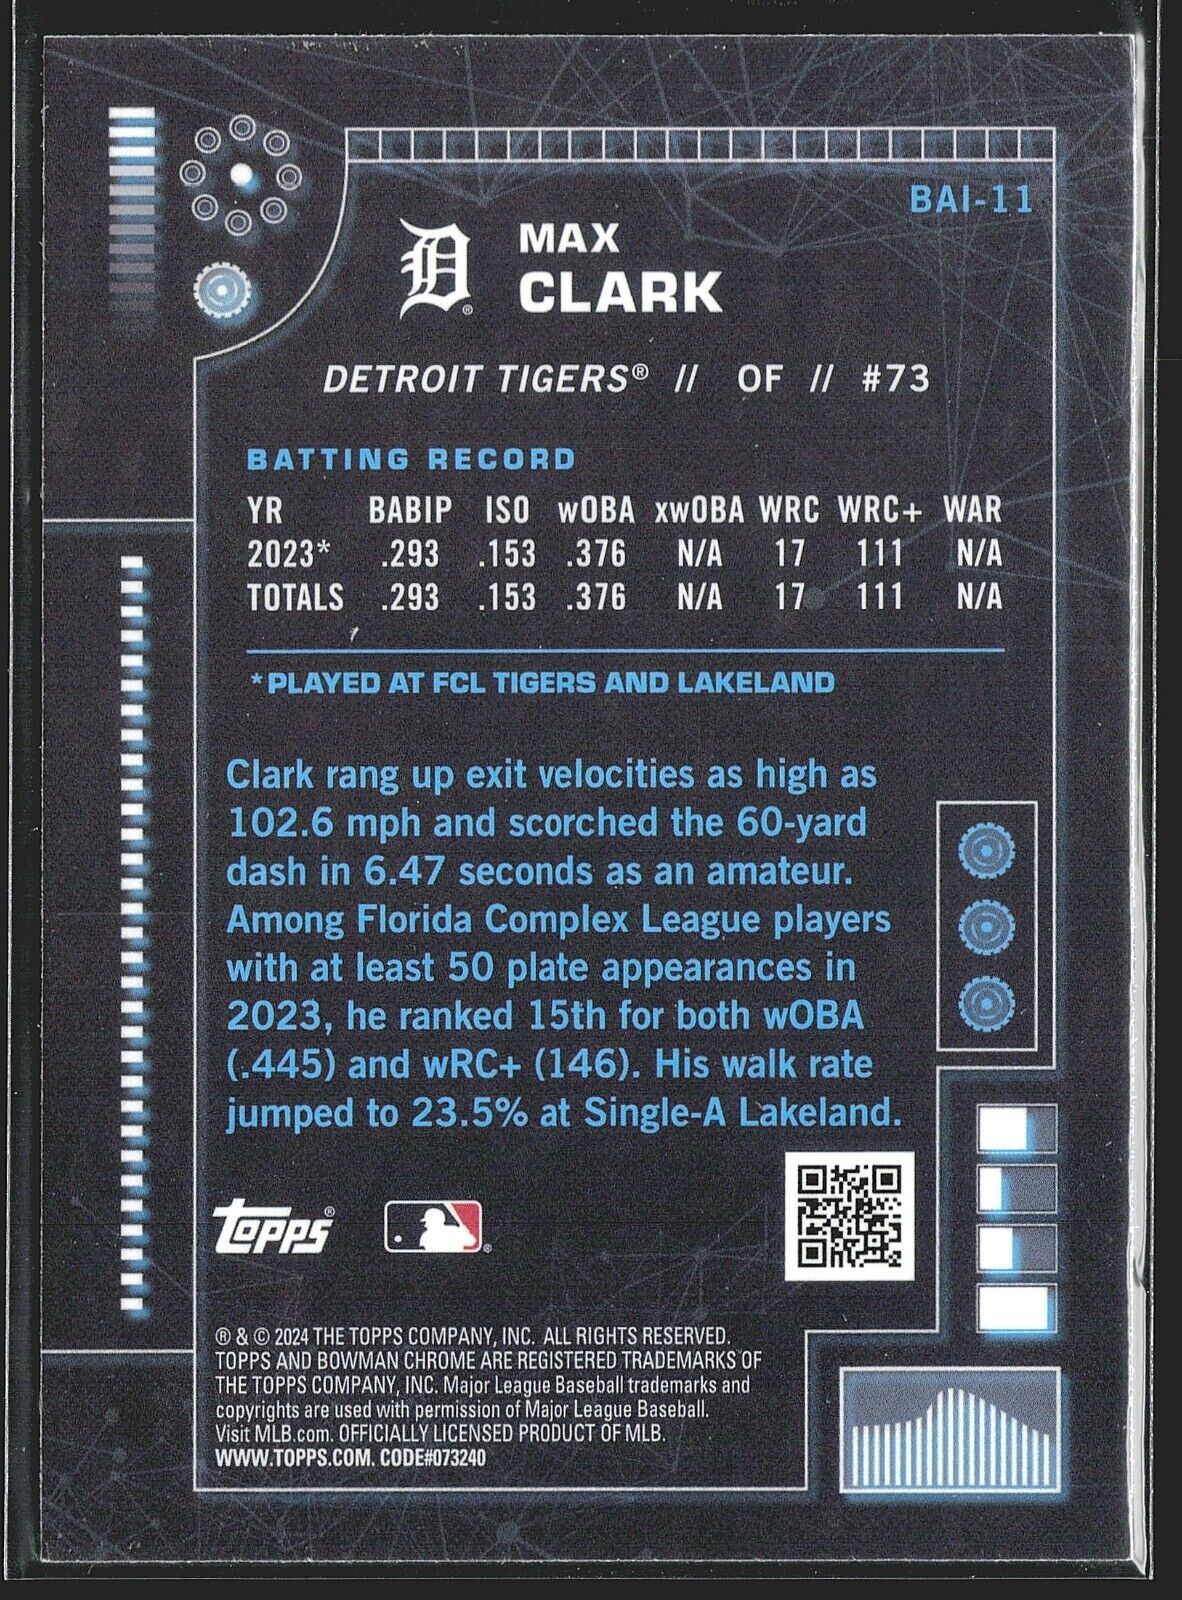 BAI-11
D®
MAX
CLARK
DETROIT TIGERS® // OF // #73
BATTING RECORD
YR BABIP ISO wOBA xwOBA WRC WRC+ WAR
2023* .293 .153 .376 N/A 17 111 N/A
TOTALS .293 .153 .376 N/A 17 111 N/A
*PLAYED AT FCL TIGERS AND LAKELAND
Clark rang up exit velocities as high as
102.6 mph and scorched the 60-yard
dash in 6.47 seconds as an amateur.
Among Florida Complex League players
with at least 50 plate appearances in
2023, he ranked 15th for both wOBA
(.445) and wRC+ (146). His walk rate
jumped to 23.5% at Single-A Lakeland.
Topps® ®
® & © 2024 THE TOPPS COMPANY, INC. ALL RIGHTS RESERVED.
TOPPS AND BOWMAN CHROME ARE REGISTERED TRADEMARKS OF
THE TOPPS COMPANY, INC. Major League Baseball trademarks and
copyrights are used with permission of Major League Baseball.
Visit MLB.com. OFFICIALLY LICENSED PRODUCT OF MLB.
WWW.TOPPS.COM. CODE#073240